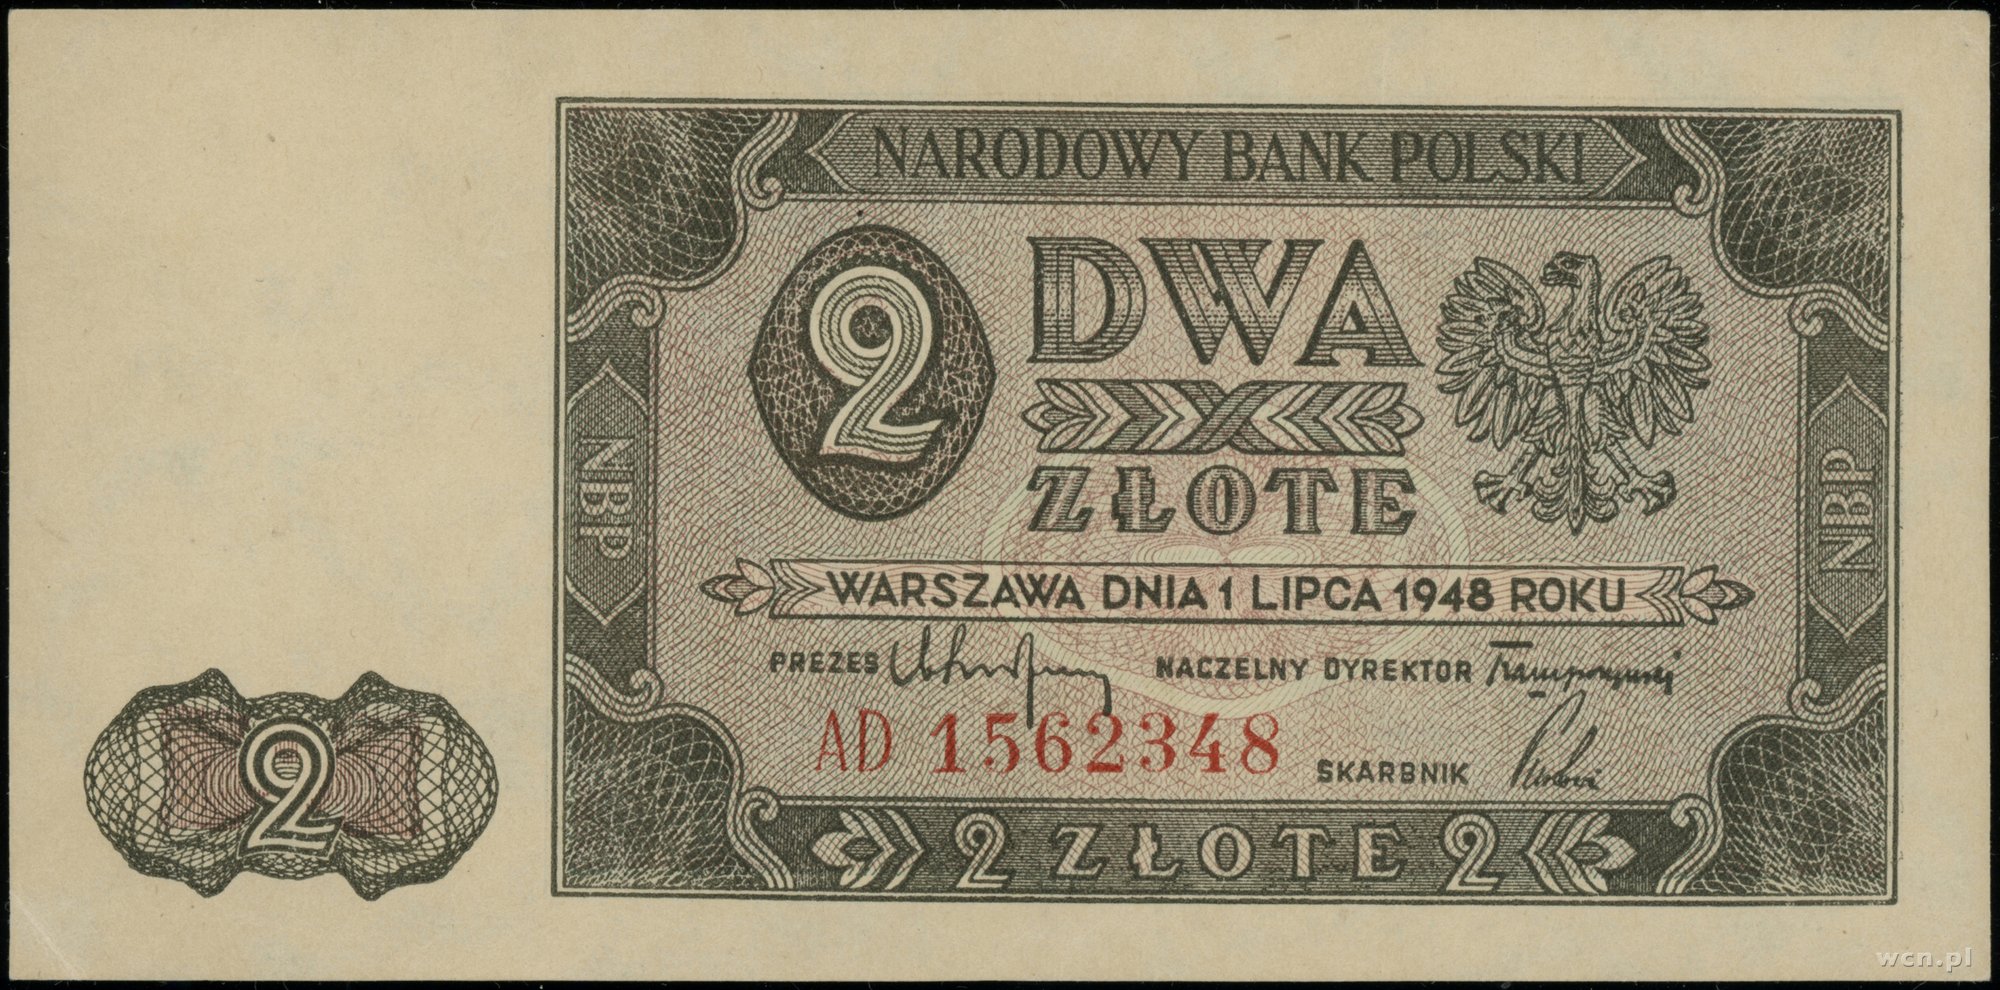 NARODOWY BANK POLSKI
2
DWA
ZŁOTE
NBP
NBP
WARSZAWA DNIA 1 LIPCA 1948 ROKU
PREZES
NACZELNY DYREKTOR
AD 1562348
SKARBNIK
2
2 ZŁOTE 2
wcn.pl